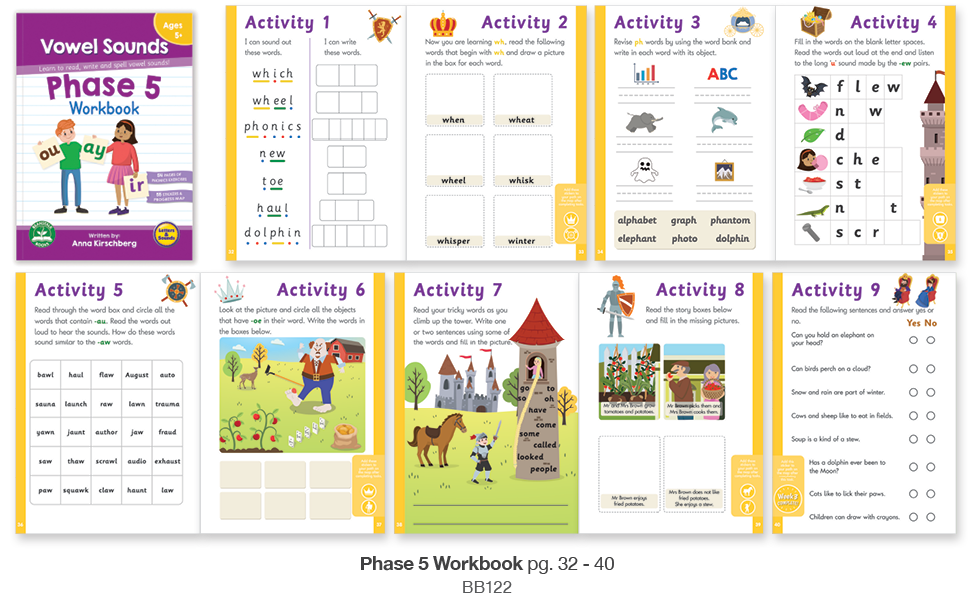 Ages
5+
Vowel Sounds
Learn to read, write and spell vowel sounds!
Phase 5
Workbook
ou
ay
ir
Written by:
Anna Kirschberg
Letters
&
Sounds
Activity 1
I can sound out
these words.
I can write
these words.
which
wheel
phonics
new
toe
haul
dolphin
Activity 2
Now you are learning wh, read the following
words that begin with wh and draw a picture
in the box for each word.
when
wheat
wheel
whisk
whisper
winter
Activity 3
Revise ph words by using the word bank and
write in each word with its object.
ABC
alphabet graph phantom
elephant photo dolphin
Activity 4
Fill in the words on the blank letter spaces.
Read the words out loud at the end and listen
to the long 'u' sound made by the -ew pairs.
f l e w
n w
d
c h e
s t
n t
s c r
Activity 5
Read through the word box and circle all the
words that contain -au. Read the words out
loud to hear the sounds. How do these words
sound similar to the -aw words.
bawl haul flaw August auto
sauna launch raw lawn trauma
yawn jaunt author jaw fraud
saw thaw scrawl audio exhaust
paw squawk claw haunt law
36
Activity 6
Look at the picture and circle all the objects
that have -oe in their word. Write the words in
the boxes below.
37
Activity 7
Read your tricky words as you
climb up the tower. Write one
or two sentences using some of
the words and fill in the picture.
go to
so oh
have
come
some
called
looked
people
38
Activity 8
Read the story boxes below
and fill in the missing pictures.
Mr and Mrs Brown grow
tomatoes and potatoes.
Mr Brown picks them and
Mrs Brown cooks them.
Mr Brown enjoys
fried potatoes.
Mrs Brown does not like
fried potatoes.
She enjoys a stew.
39
Activity 9
Read the following sentences and answer yes or
no.
Yes No
Can you hold an elephant on
your head?
Can birds perch on a cloud?
Snow and rain are part of winter.
Cows and sheep like to eat in fields.
Soup is a kind of a stew.
Has a dolphin ever been to
the Moon?
Cats like to lick their paws.
Children can draw with crayons.
40
Phase 5 Workbook pg. 32 - 40
BB122